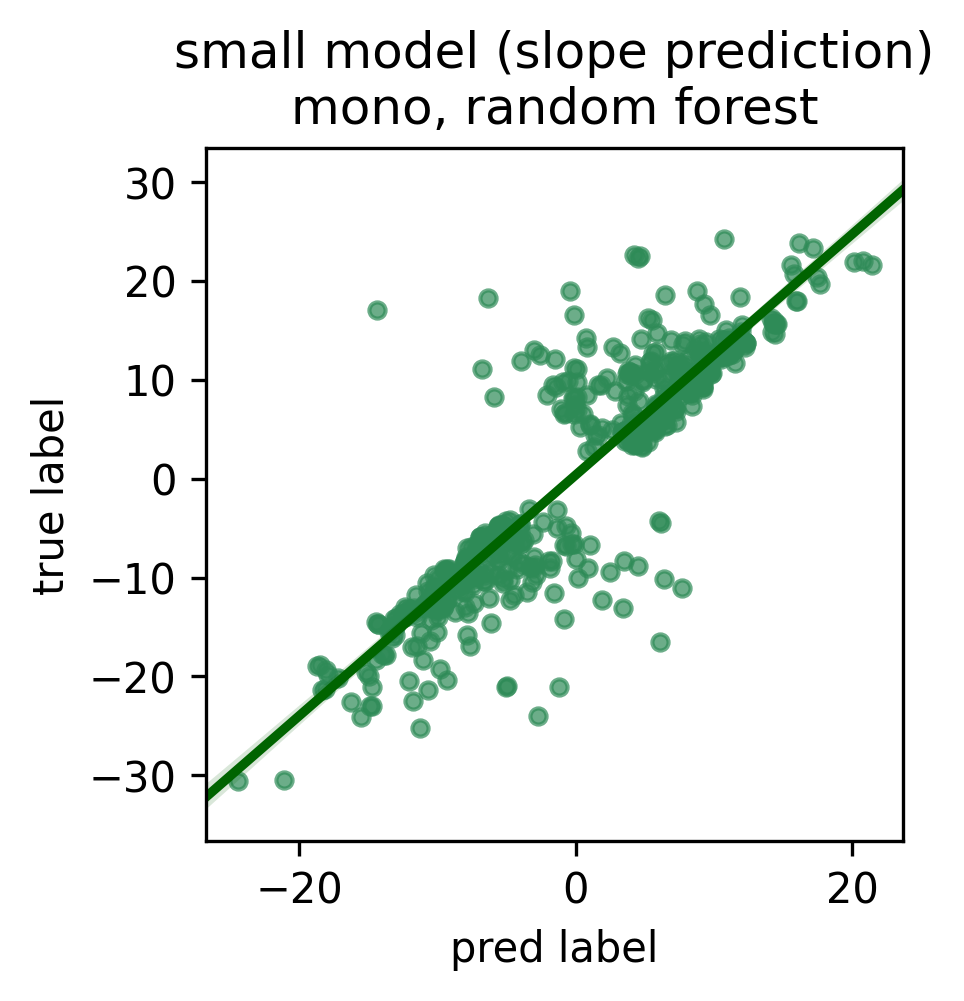 small model (slope prediction)
mono, random forest
30
20
10
0
−10
−20
−30
true label
−20
0
20
pred label